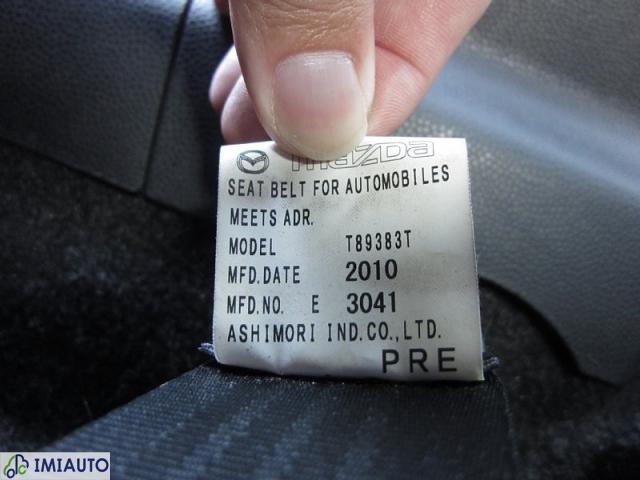 mazda
SEAT BELT FOR AUTOMOBILES
MEETS ADR.
MODEL T89383T
MFD.DATE 2010
MFD.NO. E 3041
ASHIMORI IND.CO.,LTD.
PRE
IMIAUTO